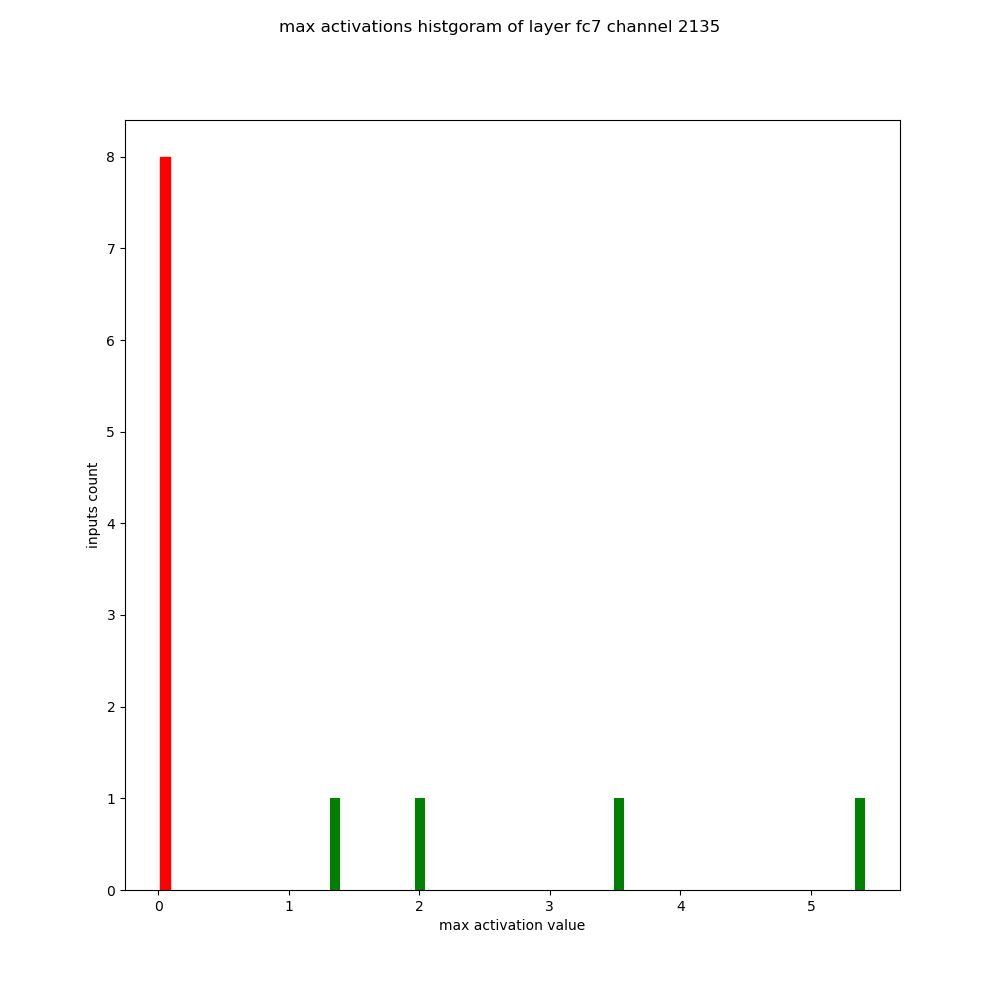 max activations histgoram of layer fc7 channel 2135
8
7
6
5
4
3
2
1
0
inputs count
0 1 2 3 4 5
max activation value